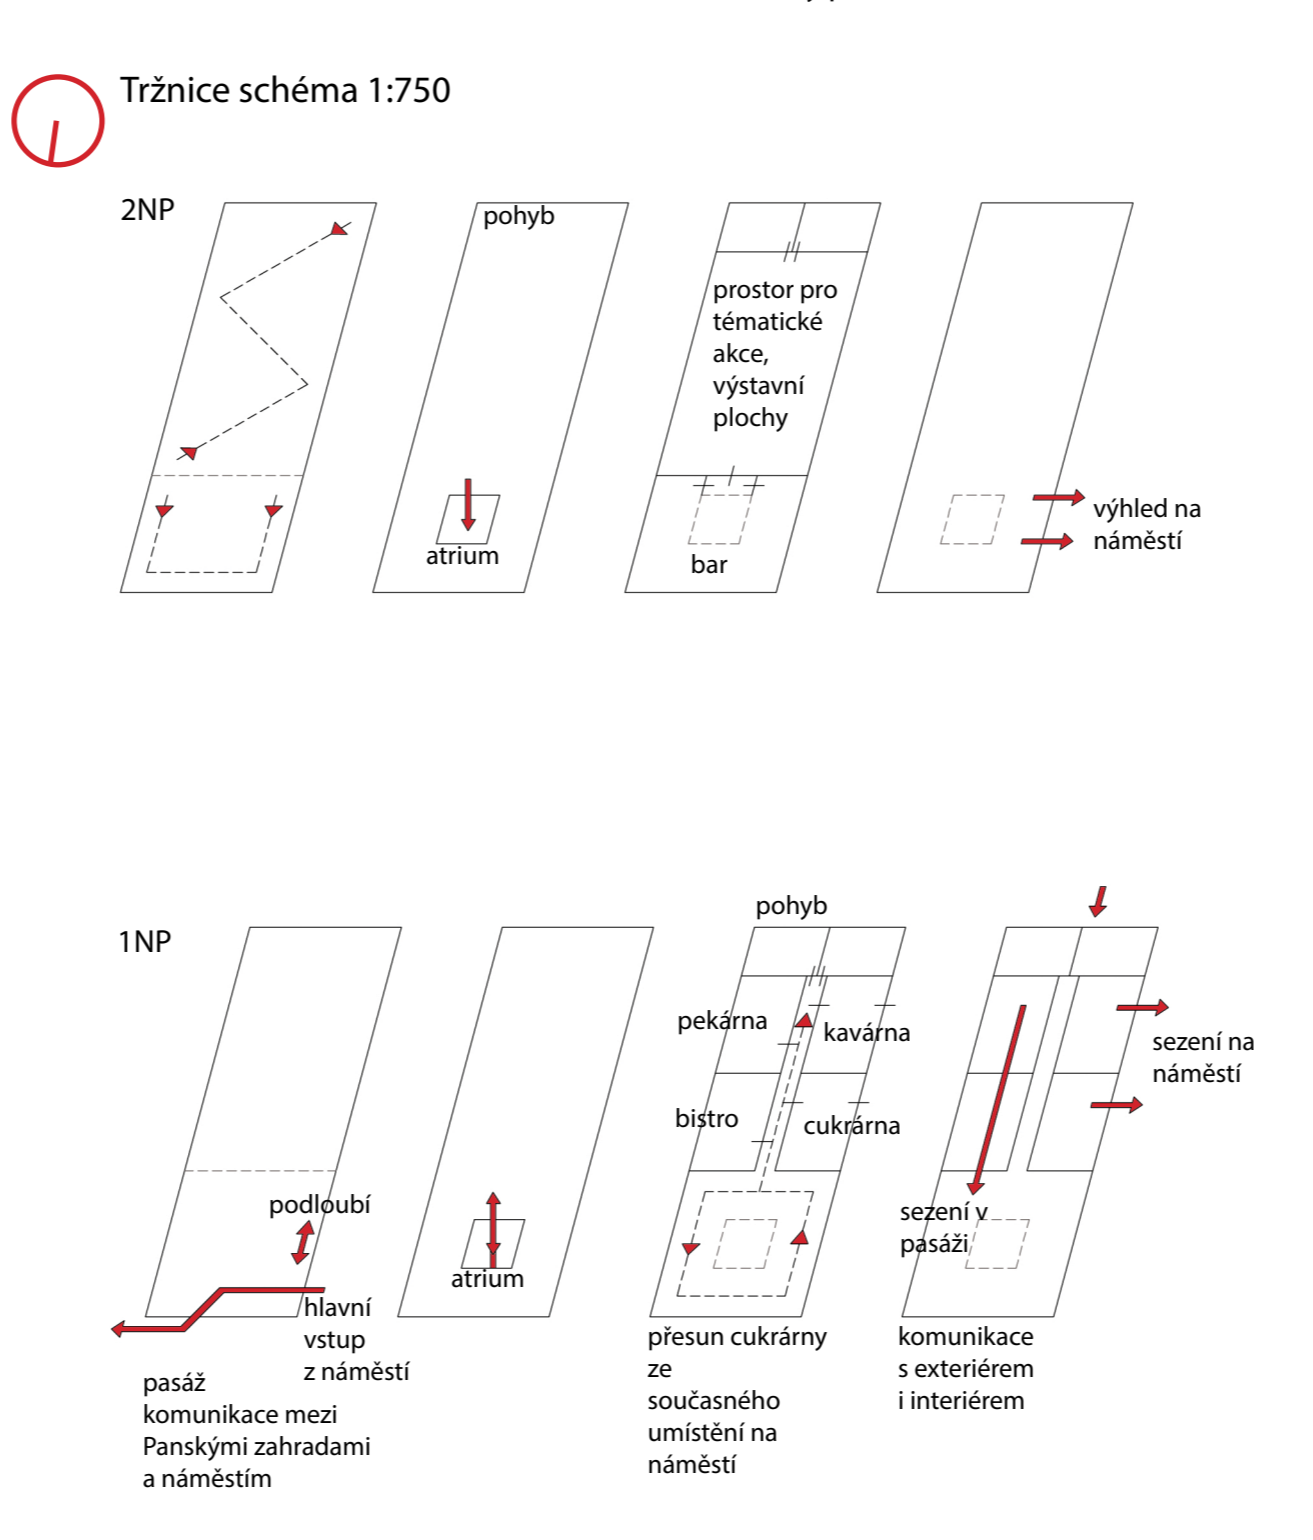 Tržnice schéma 1:750
2NP
pohyb
prostor pro
tématické
akce,
výstavní
plochy
atrium
bar
výhled na
náměstí
1NP
podloubí
hlavní
vstup
z náměstí
pasáž
komunikace mezi
Panskými zahradami
a náměstím
atrium
pohyb
pekárna
kavárna
bistro
cukrárna
přesun cukrárny
ze
současného
umístění na
náměstí
sezení na
náměstí
sezení v
pasáži
komunikace
s exteriérem
i interiérem